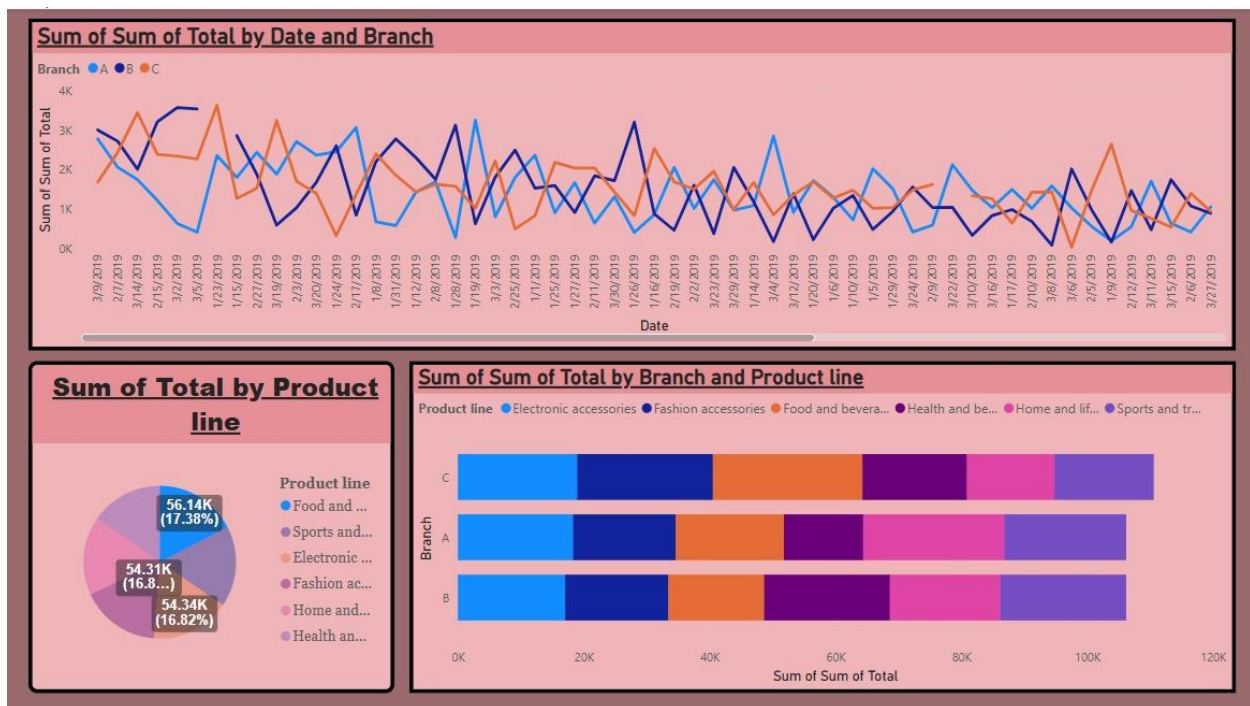 Sum of Sum of Total by Date and Branch
Branch A B C
Sum of Sum of Total
4K
3K
2K
1K
0K
3/9/2019 2/7/2019 3/14/2019 2/15/2019 3/2/2019 3/5/2019 1/23/2019 1/15/2019 2/27/2019 3/19/2019 2/3/2019 3/20/2019 1/24/2019 2/17/2019 1/8/2019 1/31/2019 1/12/2019 2/8/2019 1/28/2019 1/19/2019 3/3/2019 2/25/2019 1/1/2019 1/25/2019 1/27/2019 2/11/2019 3/30/2019 1/26/2019 1/16/2019 2/19/2019 2/2/2019 3/23/2019 3/29/2019 1/14/2019 3/4/2019 3/12/2019 1/20/2019 1/6/2019 1/10/2019 1/5/2019 1/29/2019 3/24/2019 2/9/2019 3/22/2019 3/10/2019 3/16/2019 1/17/2019 2/10/2019 3/8/2019 3/6/2019 2/5/2019 1/9/2019 2/12/2019 3/11/2019 3/15/2019 2/6/2019 3/27/2019
Date
Sum of Total by Product
line
56.14K
(17.38%)
54.31K
(16.8...)
54.34K
(16.82%)
Product line
Food and ...
Sports and...
Electronic ...
Fashion ac...
Home and...
Health an...
Sum of Sum of Total by Branch and Product line
Product line Electronic accessories Fashion accessories Food and bevera... Health and be... Home and lif... Sports and tr...
Branch
C
A
B
0K 20K 40K 60K 80K 100K 120K
Sum of Sum of Total